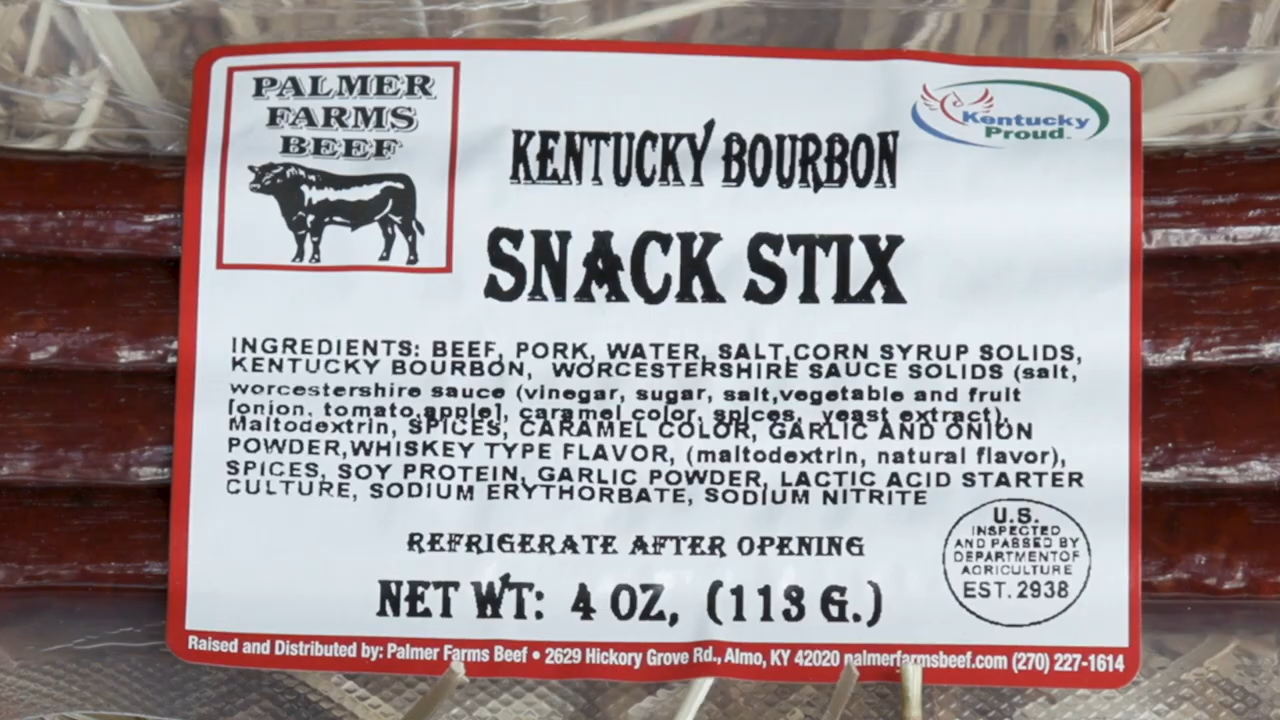 PALMER
FARMS
BEEF
Kentucky
Proud™
KENTUCKY BOURBON
SNACK STIX
INGREDIENTS: BEEF, PORK, WATER, SALT,CORN SYRUP SOLIDS,
KENTUCKY BOURBON, WORCESTERSHIRE SAUCE SOLIDS (salt,
worcestershire sauce (vinegar, sugar, salt,vegetable and fruit
[onion, tomato,apple], caramel color, spices, yeast extract),
Maltodextrin, SPICES, CARAMEL COLOR, GARLIC AND ONION
POWDER,WHISKEY TYPE FLAVOR, (maltodextrin, natural flavor),
SPICES, SOY PROTEIN, GARLIC POWDER, LACTIC ACID STARTER
CULTURE, SODIUM ERYTHORBATE, SODIUM NITRITE
REFRIGERATE AFTER OPENING
NET WT: 4 OZ, (113 G.)
U.S.
INSPECTED
AND PASSED BY
DEPARTMENTOF
AGRICULTURE
EST. 2938
Raised and Distributed by: Palmer Farms Beef • 2629 Hickory Grove Rd., Almo, KY 42020 palmerfarmsbeef.com (270) 227-1614